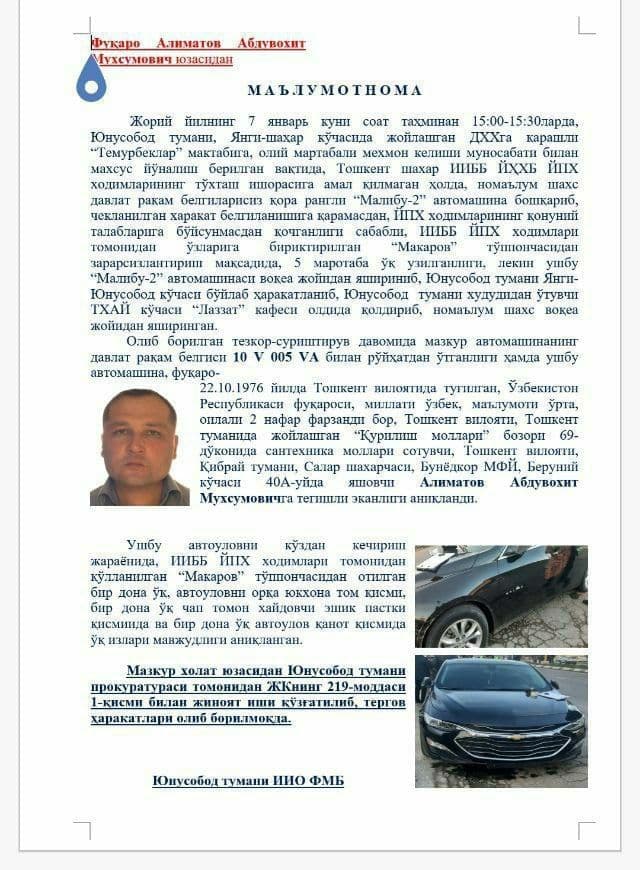 Фуқаро Алиматов Абдувохит
Мухсумович юзасидан
МАЪЛУМОТНОМА
Жорий йилнинг 7 январь куни соат тахминан 15:00-15:30ларда,
Юнусобод тумани, Янги-шаҳар кўчасида жойлашган ДХХга қарашли
“Темурбеклар” мактабига, олий мартабали мехмон келиши муносабати билан
махсус йўналиш берилган вақтида, Тошкент шахар ИИББ ЙҲХБ ЙПХ
ходимларининг тўхташ ишорасига амал қилмаган ҳолда, номаълум шахс
давлат рақам белгиларисиз қора рангли “Малибу-2” автомашина бошқариб,
чекланилган харакат белгиланишига қарамасдан, ЙПХ ходимларининг қонуний
талабларига бўйсунмасдан қочганлиги сабабли, ИИББ ЙПХ ходимлари
томонидан ўзларига бириктирилган “Макаров” тўппончасидан
зарарсизлантириш мақсадида, 5 маротаба ўқ узилганлиги, лекин ушбу
“Малибу-2” автомашинаси воқеа жойидан яшириниб, Юнусобод тумани Янги-
Юнусобод кўчаси бўйлаб ҳаракатланиб, Юнусобод тумани худудидан ўтувчи
ТХАЙ кўчаси “Лаззат” кафеси олдида қолдириб, номаълум шахс воқеа
жойидан яширинган.
Олиб борилган тезкор-суриштирув давомида мазкур автомашинанинг
давлат рақам белгиси 10 V 005 VA билан рўйҳатдан ўтганлиги ҳамда ушбу
автомашина, фуқаро-
22.10.1976 йилда Тошкент вилоятида туғилган, Ўзбекистон
Республикаси фуқароси, миллати ўзбек, маълумоти ўрта,
оилали 2 нафар фарзанди бор, Тошкент вилояти, Тошкент
туманида жойлашган “Қурилиш моллари” бозори 69-
дўконида сантехника моллари сотувчи, Тошкент вилояти,
Қибрай тумани, Салар шахарчаси, Бунёдкор МФЙ, Беруний
кўчаси 40А-уйда яшовчи Алиматов Абдувохит
Мухсумовичга тегишли эканлиги аниқланди.
Ушбу автоуловни кўздан кечириш
жараёнида, ИИББ ЙПХ ходимлари томонидан
қўлланилган “Макаров” тўппончасидан отилган
бир дона ўқ, автоуловни орқа юкхона том қисми,
бир дона ўқ чап томон хайдовчи эшик пастки
қисмиида ва бир дона ўқ автоулов қанот қисмида
ўқ излари мавжудлиги аниқланган.
Мазкур холат юзасидан Юнусобод тумани
прокуратураси томонидан ЖКнинг 219-моддаси
1-қисми билан жиноят иши қўзғатилиб, тергов
ҳаракатлари олиб борилмоқда.
Юнусобод тумани ИИО ФМБ